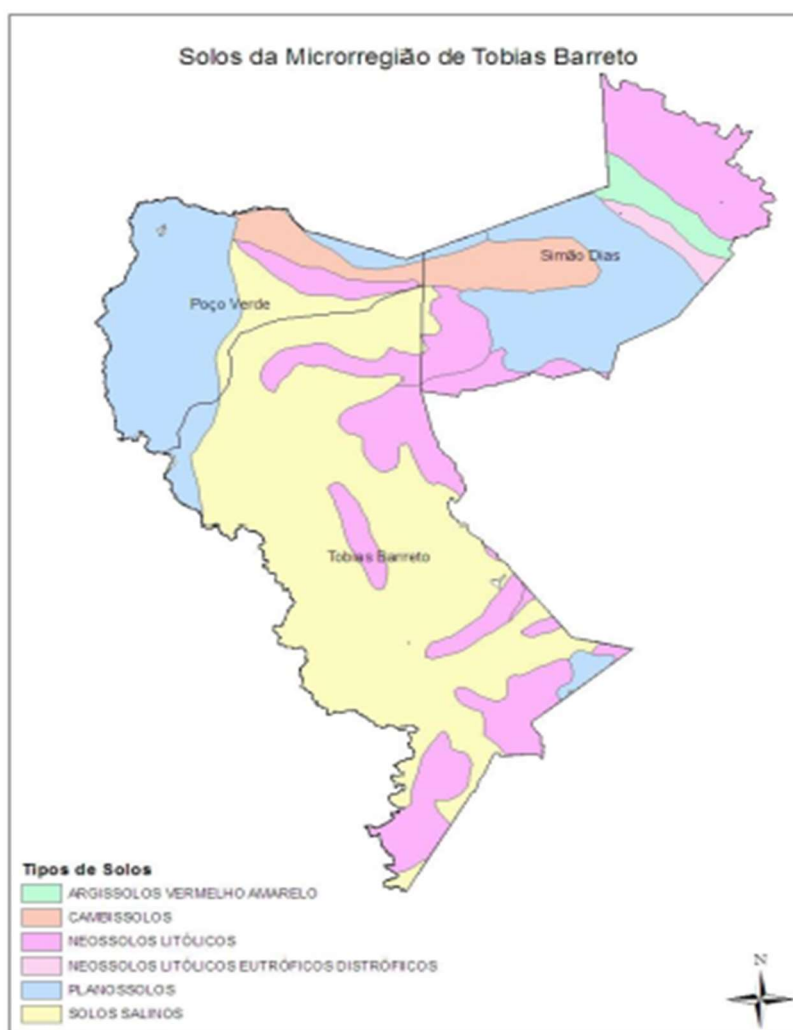 Solos da Microrregião de Tobias Barreto
Simão Dias
Poço Verde
Tobias Barreto
Tipos de Solos
ARGISSOLOS VERMELHO AMARELO
CAMBISSOLOS
NEOSSOLOS LITÓLICOS
NEOSSOLOS LITÓLICOS EUTRÓFICOS DISTRÓFIICOS
PLANOSSOLOS
SOLOS SALINOS
N